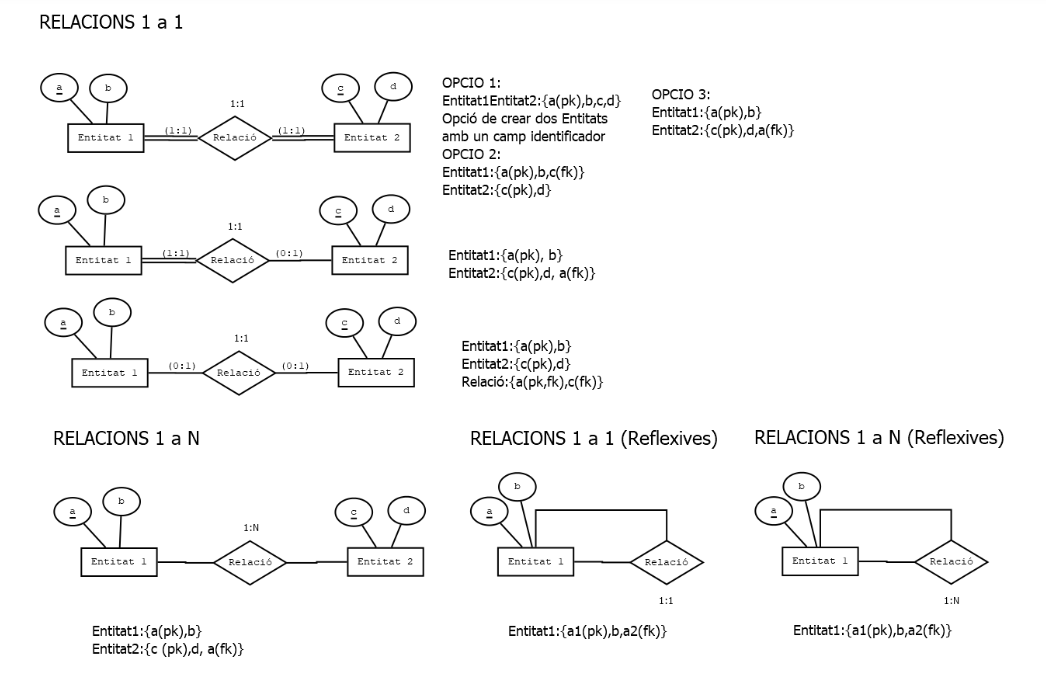 RELACIONS 1 a 1
a
b
c
d
1:1
Entitat 1
(1:1)
Relació
(1:1)
Entitat 2
OPCIO 1:
Entitat1Entitat2:{a(pk),b,c,d}
Opció de crear dos Entitats
amb un camp identificador
OPCIO 2:
Entitat1:{a(pk),b,c(fk)}
Entitat2:{c(pk),d}
OPCIO 3:
Entitat1:{a(pk),b}
Entitat2:{c(pk),d,a(fk)}
a
b
c
d
1:1
Entitat 1
(1:1)
Relació
(0:1)
Entitat 2
Entitat1:{a(pk), b}
Entitat2:{c(pk),d, a(fk)}
a
b
c
d
1:1
Entitat 1
(0:1)
Relació
(0:1)
Entitat 2
Entitat1:{a(pk),b}
Entitat2:{c(pk),d}
Relació:{a(pk,fk),c(fk)}
RELACIONS 1 a N
a
b
c
d
1:N
Entitat 1
Relació
Entitat 2
Entitat1:{a(pk),b}
Entitat2:{c (pk),d, a(fk)}
RELACIONS 1 a 1 (Reflexives)
b
a
Entitat 1
Relació
1:1
Entitat1:{a1(pk),b,a2(fk)}
RELACIONS 1 a N (Reflexives)
b
a
Entitat 1
Relació
1:N
Entitat1:{a1(pk),b,a2(fk)}